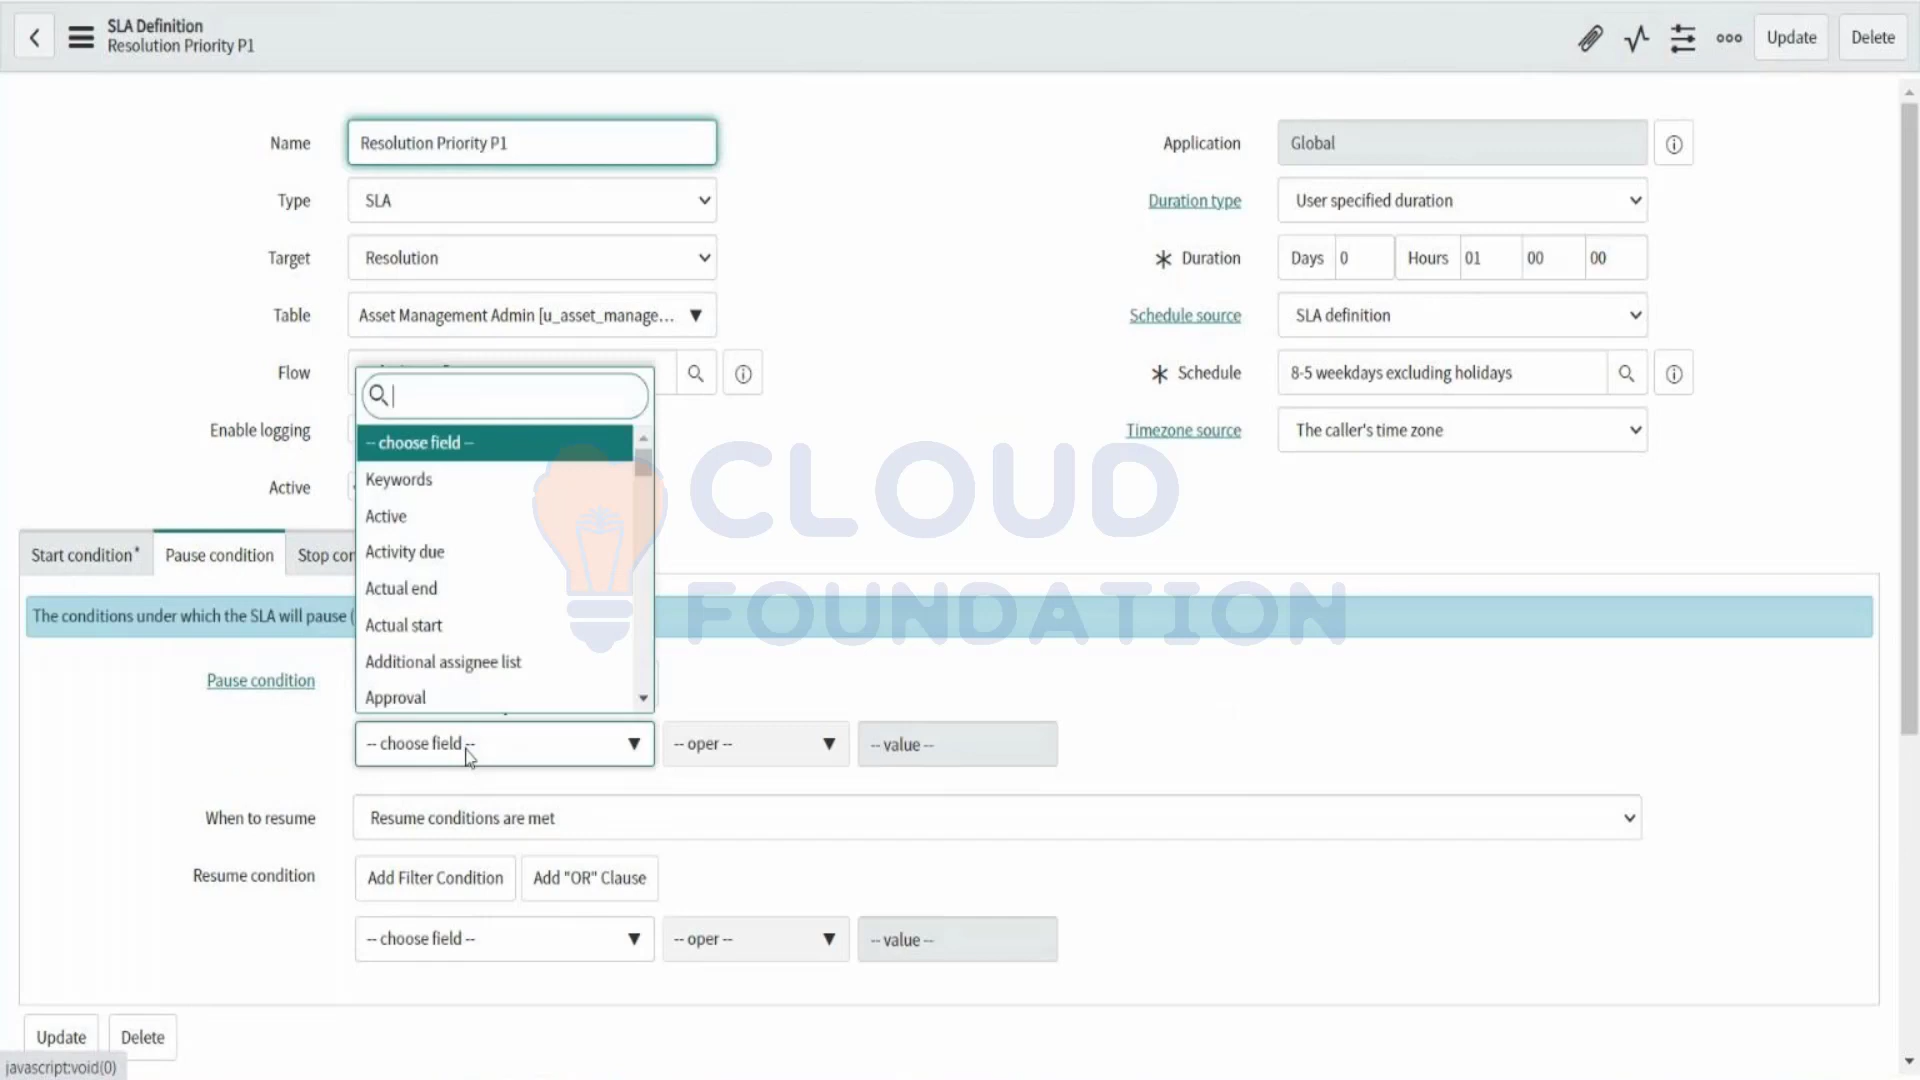 SLA Definition
Resolution Priority P1
Update
Delete
Name
Resolution Priority P1
Application
Global
Type
SLA
Duration type
User specified duration
Target
Resolution
Duration
Days 0 Hours 01 00 00
Table
Asset Management Admin [u_asset_manage...
Schedule source
SLA definition
Flow
Schedule
8-5 weekdays excluding holidays
Enable logging
Timezone source
The caller's time zone
Active
-- choose field --
Keywords
Active
Activity due
Actual end
Actual start
Additional assignee list
Approval
CLOUD
FOUNDATION
Start condition*
Pause condition
Stop con
The conditions under which the SLA will pause (
Pause condition
-- choose field --
-- oper --
-- value --
When to resume
Resume conditions are met
Resume condition
Add Filter Condition
Add "OR" Clause
-- choose field --
-- oper --
-- value --
Update
Delete
javascript:void(0)